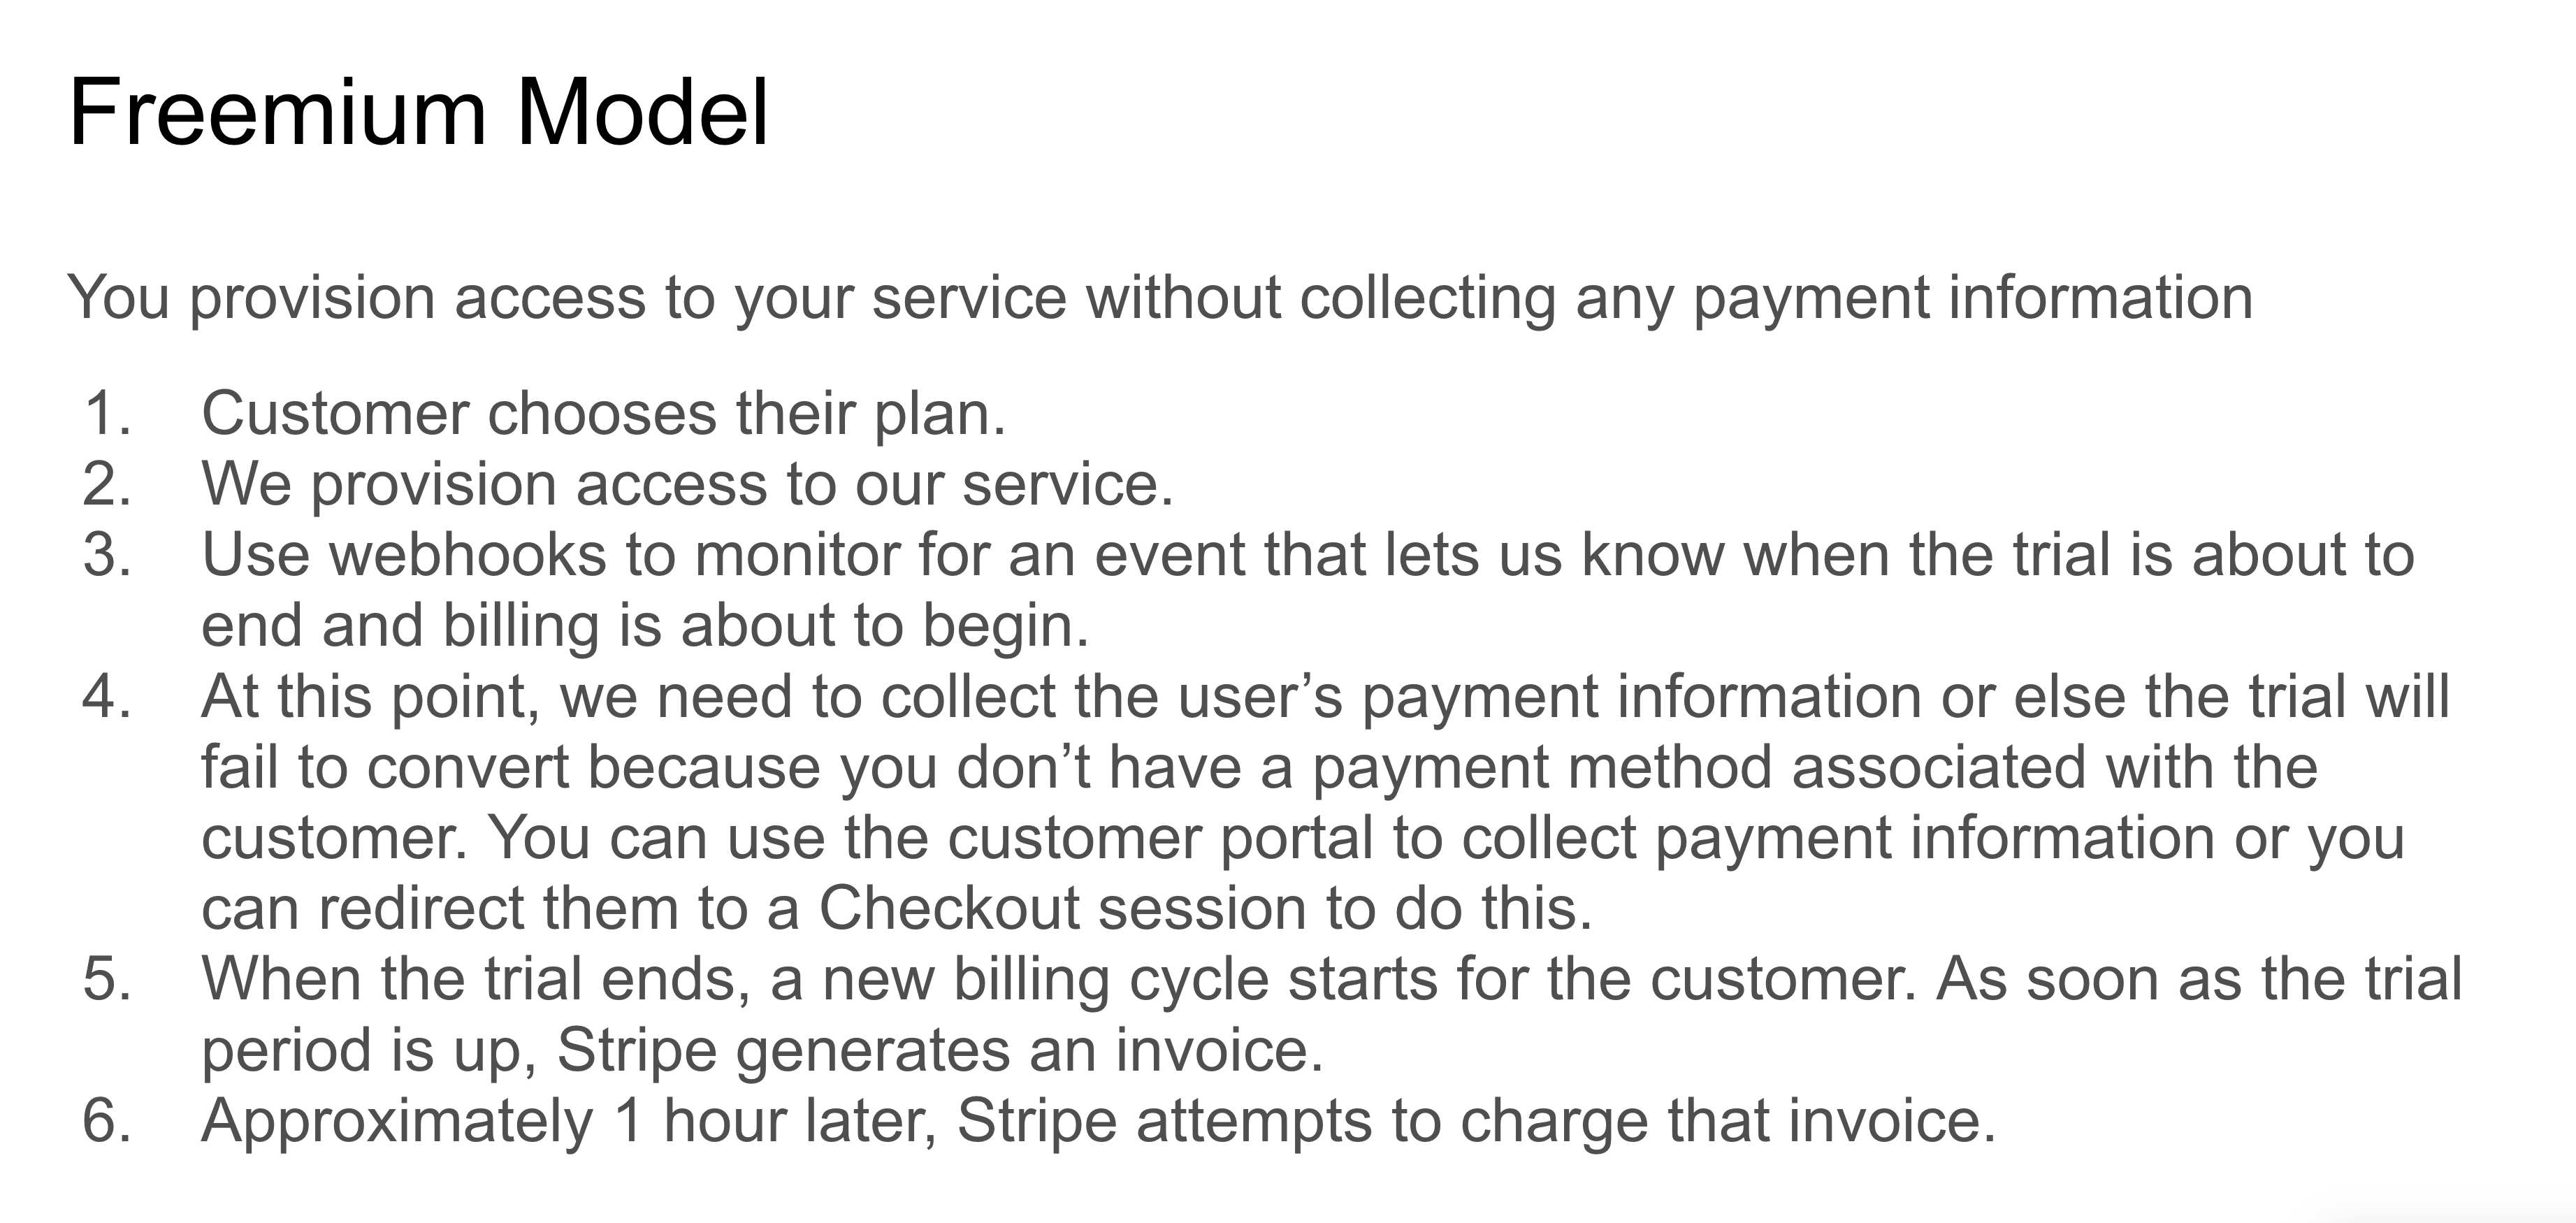 Freemium Model
You provision access to your service without collecting any payment information
1. Customer chooses their plan.
2. We provision access to our service.
3. Use webhooks to monitor for an event that lets us know when the trial is about to
end and billing is about to begin.
4. At this point, we need to collect the user’s payment information or else the trial will
fail to convert because you don’t have a payment method associated with the
customer. You can use the customer portal to collect payment information or you
can redirect them to a Checkout session to do this.
5. When the trial ends, a new billing cycle starts for the customer. As soon as the trial
period is up, Stripe generates an invoice.
6. Approximately 1 hour later, Stripe attempts to charge that invoice.